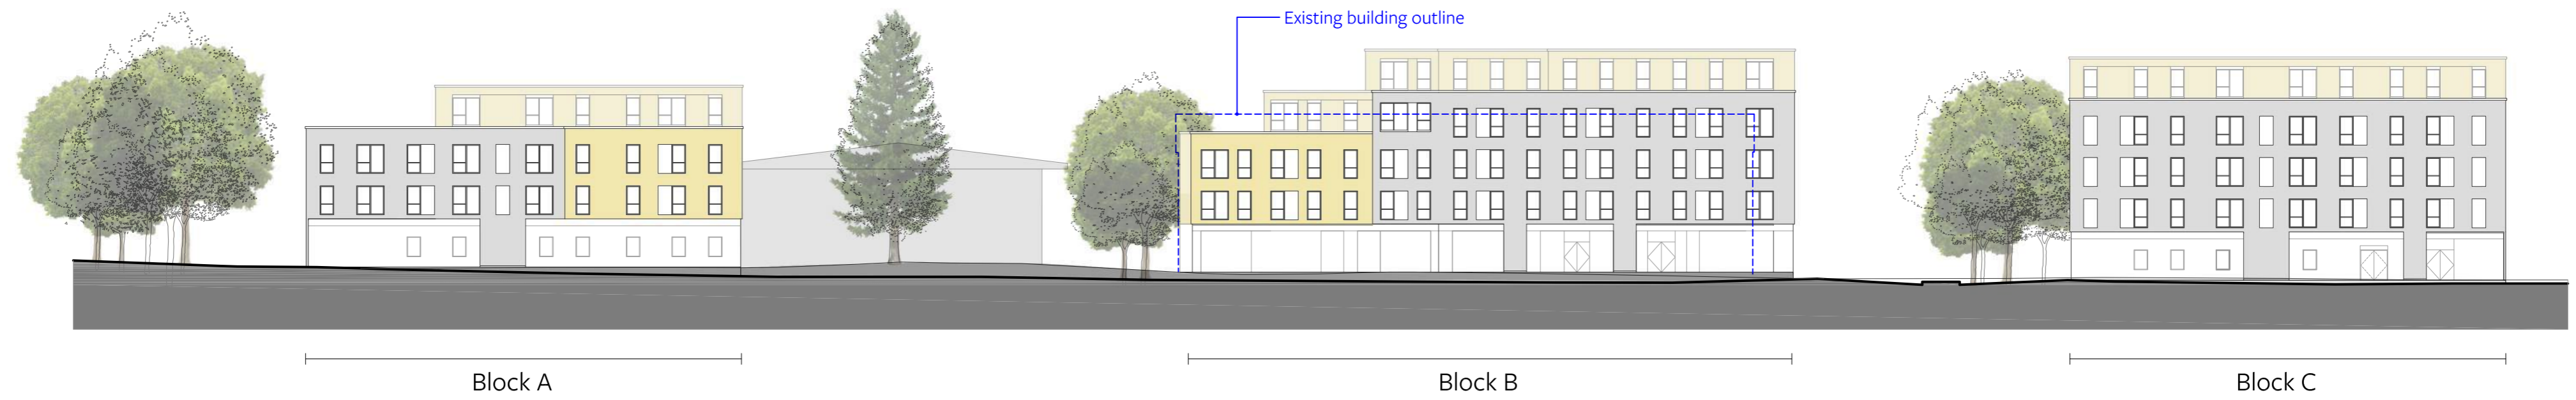 Existing building outline
Block A
Block B
Block C